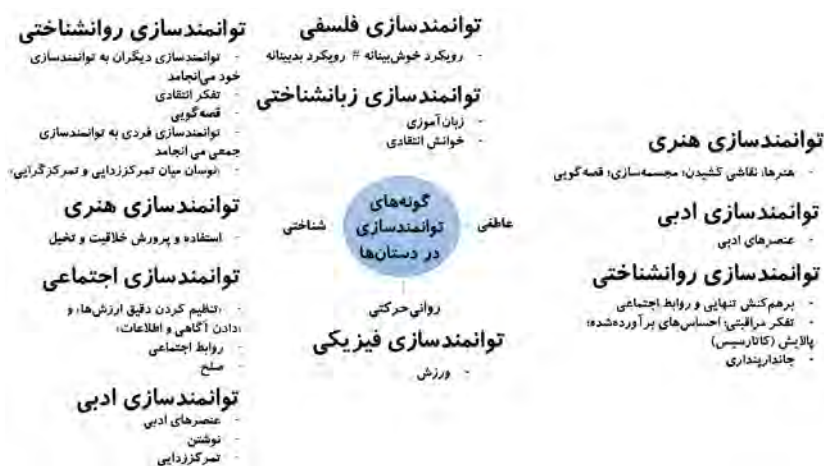 توانمندسازی فلسفی
- رویکرد خوش‌بینانه # رویکرد بدبینانه
توانمندسازی زبانشناختی
- زبان‌آموزی
- خوانش انتقادی
توانمندسازی روانشناختی
- توانمندسازی دیگران به توانمندسازی
خود می‌انجامد
- تفکر انتقادی
- قصه‌گویی
- توانمندسازی فردی به توانمندسازی
جمعی می انجامد
- «نوسان میان تمرکززدایی و تمرکزگرایی»
توانمندسازی هنری
- استفاده و پرورش خلاقیت و تخیل
توانمندسازی اجتماعی
- «تنظیم کردن دقیق ارزش‌ها» و
«دادن آگاهی و اطلاعات»
- روابط اجتماعی
- صلح
توانمندسازی ادبی
- عنصرهای ادبی
- نوشتن
- تمرکززدایی
گونه‌های
توانمندسازی
در دستان‌ها
عاطفی
شناختی
روانی‌حرکتی
توانمندسازی فیزیکی
- ورزش
توانمندسازی هنری
- هنرها: نقاشی کشیدن؛ مجسمه‌سازی؛ قصه‌گویی
توانمندسازی ادبی
- عنصرهای ادبی
توانمندسازی روانشناختی
- برهم‌کنش تنهایی و روابط اجتماعی
- تفکر مراقبتی: احساس‌های برآورده‌شده؛
پالایش (کاتارسیس)
- جاندارپنداری